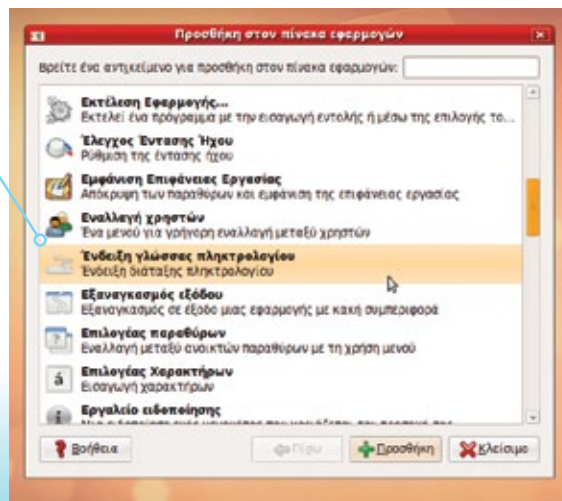 Προσθήκη στον πίνακα εφαρμογών
Βρείτε ένα αντικείμενο για προσθήκη στον πίνακα εφαρμογών:
Εκτέλεση Εφαρμογής...
Εκτελεί ένα πρόγραμμα με την εισαγωγή εντολής ή μέσω της επιλογής το...
Έλεγχος Έντασης Ήχου
Ρύθμιση της έντασης ήχου
Εμφάνιση Επιφάνειας Εργασίας
Απόκρυψη των παραθύρων και εμφάνιση της επιφάνειας εργασίας
Εναλλαγή χρηστών
Ένα μενού για γρήγορη εναλλαγή μεταξύ χρηστών
Ένδειξη γλώσσας πληκτρολογίου
Ένδειξη διάταξης πληκτρολογίου
Εξαναγκασμός εξόδου
Εξαναγκασμός σε έξοδο μιας εφαρμογής με κακή συμπεριφορά
Επιλογέας παραθύρων
Εναλλαγή μεταξύ ανοικτών παραθύρων με τη χρήση μενού
Επιλογέας Χαρακτήρων
á
Εισαγωγή χαρακτήρων
Εργαλείο ειδοποίησης
Βοήθεια Πίσω Προσθήκη Κλείσιμο